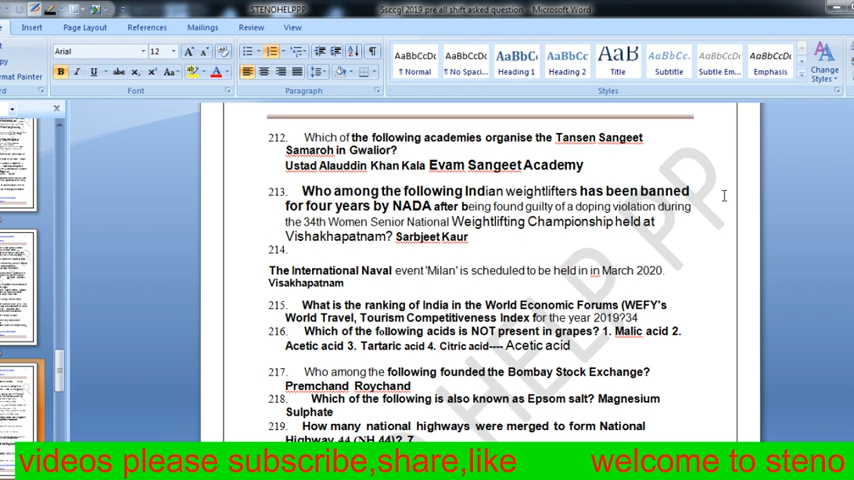 STENOHELPPP
Ssccgl 2019 pre all shift asked question - Microsoft Word
Insert Page Layout References Mailings Review View
Arial 12
Format Painter
Font Paragraph Styles
AaBbCcDc AaBbCcDc AaBbC AaBbCc AaB AaBbCcL AaBbCcDc AaBbCcDc
¶ Normal ¶ No Spaci... Heading 1 Heading 2 Title Subtitle Subtle Em... Emphasis
Change
Styles
212. Which of the following academies organise the Tansen Sangeet
Samaroh in Gwalior?
Ustad Alauddin Khan Kala Evam Sangeet Academy
213. Who among the following Indian weightlifters has been banned
for four years by NADA after being found guilty of a doping violation during
the 34th Women Senior National Weightlifting Championship held at
Vishakhapatnam? Sarbjeet Kaur
214.
The International Naval event 'Milan' is scheduled to be held in in March 2020.
Visakhapatnam
215. What is the ranking of India in the World Economic Forums (WEFY's
World Travel, Tourism Competitiveness Index for the year 2019?34
216. Which of the following acids is NOT present in grapes? 1. Malic acid 2.
Acetic acid 3. Tartaric acid 4. Citric acid---- Acetic acid
217. Who among the following founded the Bombay Stock Exchange?
Premchand Roychand
218. Which of the following is also known as Epsom salt? Magnesium
Sulphate
219. How many national highways were merged to form National
Highway 44 (NH 44)? 7
HELP PP
videos please subscribe,share,like welcome to steno